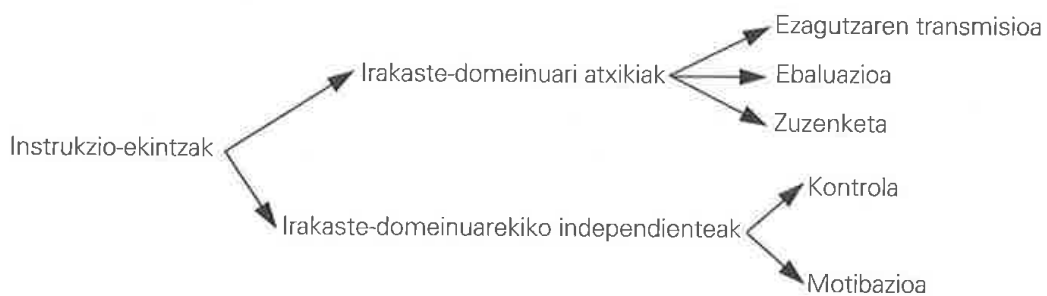 Ezagutzaren transmisioa
Irakaste-domeinuari atxikiak
Ebaluazioa
Zuzenketa
Instrukzio-ekintzak
Kontrola
Irakaste-domeinuarekiko independienteak
Motibazioa